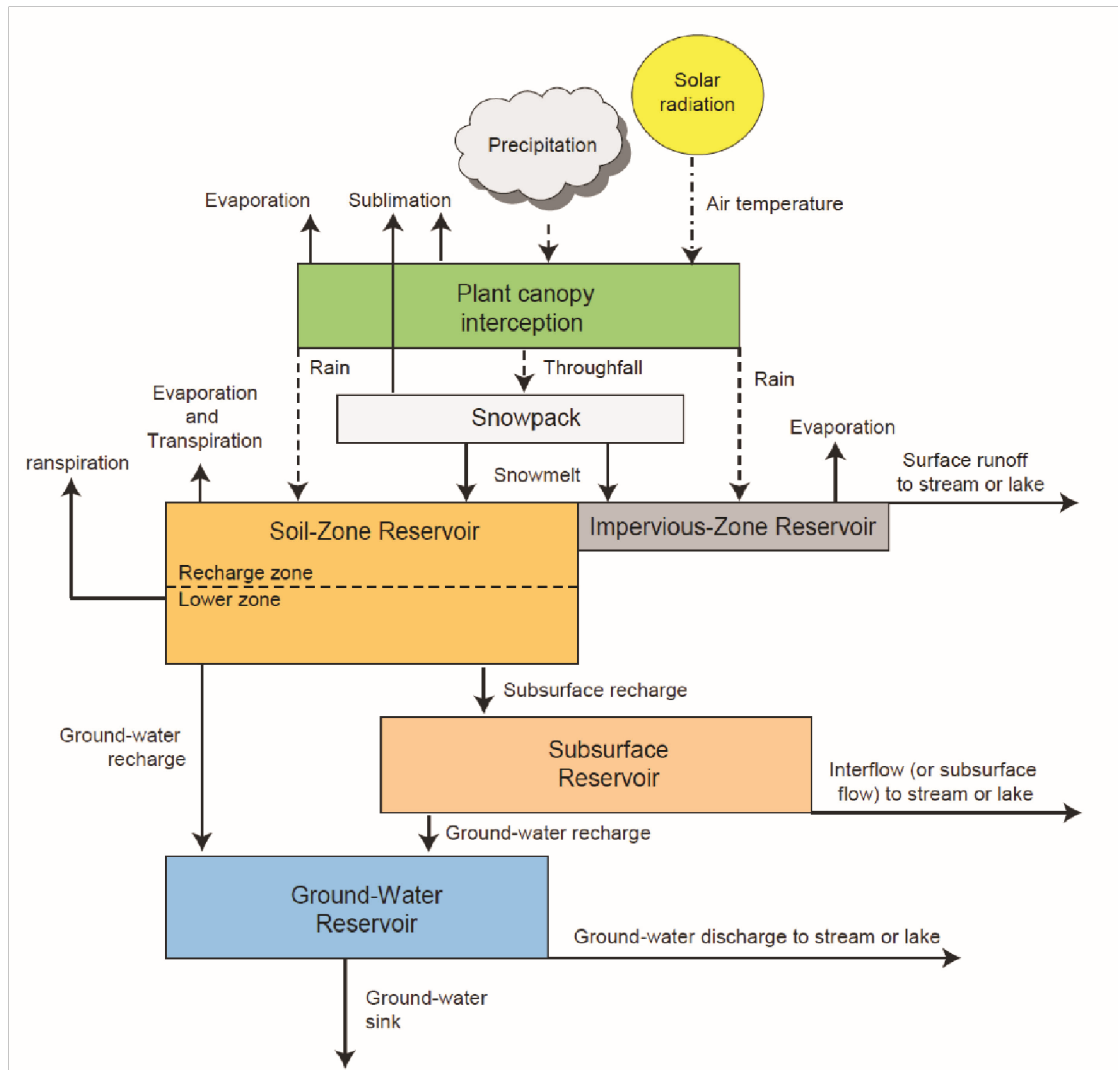 Solar
radiation
Precipitation
Evaporation
Sublimation
Air temperature
Plant canopy
interception
Rain
Throughfall
Rain
Evaporation
and
Transpiration
Snowpack
Evaporation
ranspiration
Snowmelt
Surface runoff
to stream or lake
Soil-Zone Reservoir
Impervious-Zone Reservoir
Recharge zone
Lower zone
Subsurface recharge
Ground-water
recharge
Subsurface
Reservoir
Interflow (or subsurface
flow) to stream or lake
Ground-water recharge
Ground-Water
Reservoir
Ground-water discharge to stream or lake
Ground-water
sink